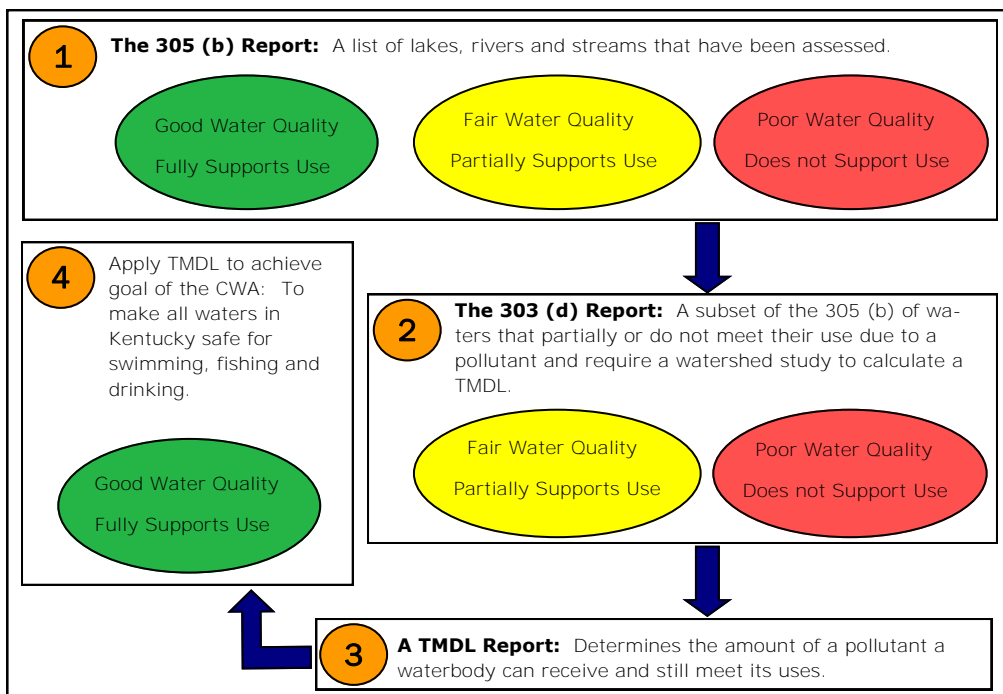 1
The 305 (b) Report: A list of lakes, rivers and streams that have been assessed.
Good Water Quality
Fully Supports Use
Fair Water Quality
Partially Supports Use
Poor Water Quality
Does not Support Use
2
The 303 (d) Report: A subset of the 305 (b) of wa-
ters that partially or do not meet their use due to a
pollutant and require a watershed study to calculate a
TMDL.
Fair Water Quality
Partially Supports Use
Poor Water Quality
Does not Support Use
3
A TMDL Report: Determines the amount of a pollutant a
waterbody can receive and still meet its uses.
4
Apply TMDL to achieve
goal of the CWA: To
make all waters in
Kentucky safe for
swimming, fishing and
drinking.
Good Water Quality
Fully Supports Use